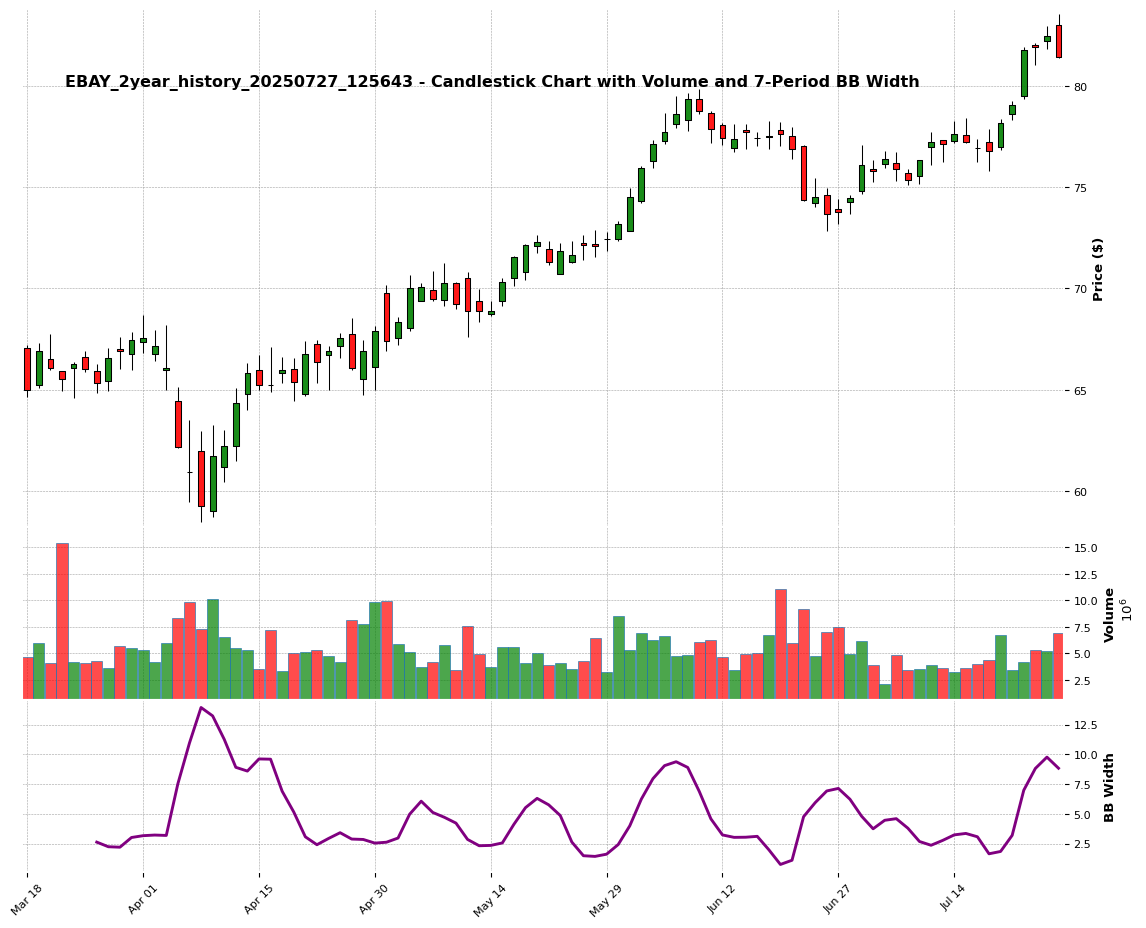 EBAY_2year_history_20250727_125643 - Candlestick Chart with Volume and 7-Period BB Width
80
75
70
65
60
Price ($)
15.0
12.5
10.0
7.5
5.0
2.5
Volume
10^6
12.5
10.0
7.5
5.0
2.5
BB Width
Mar 18
Apr 01
Apr 15
Apr 30
May 14
May 29
Jun 12
Jun 27
Jul 14